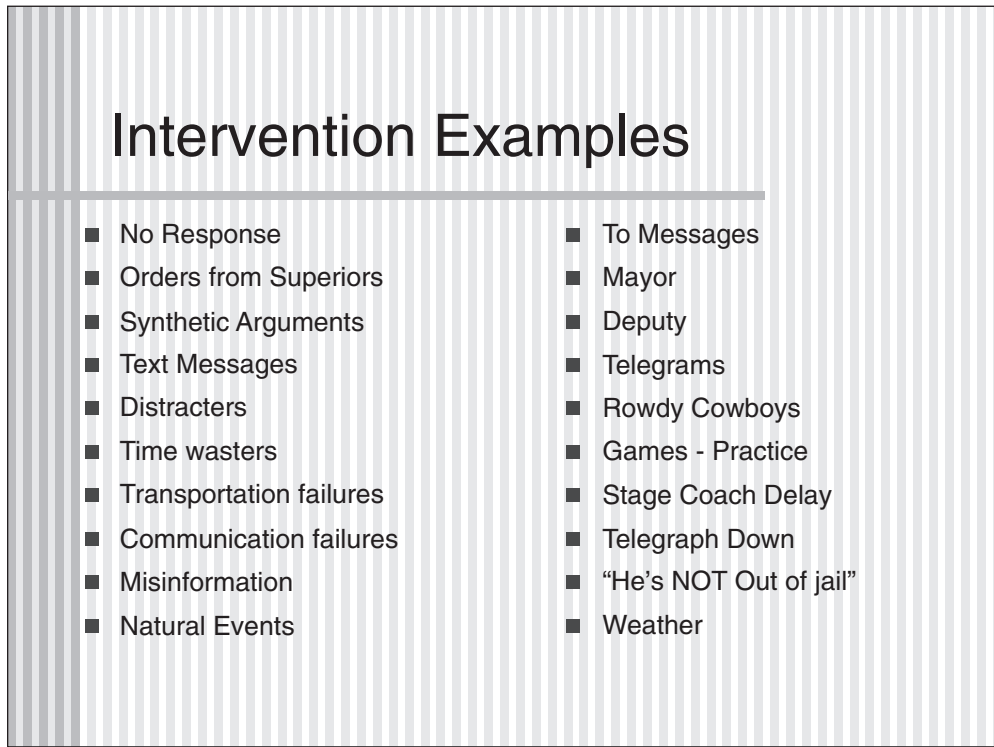 Intervention Examples
■ No Response
■ Orders from Superiors
■ Synthetic Arguments
■ Text Messages
■ Distracters
■ Time wasters
■ Transportation failures
■ Communication failures
■ Misinformation
■ Natural Events
■ To Messages
■ Mayor
■ Deputy
■ Telegrams
■ Rowdy Cowboys
■ Games - Practice
■ Stage Coach Delay
■ Telegraph Down
■ “He’s NOT Out of jail”
■ Weather